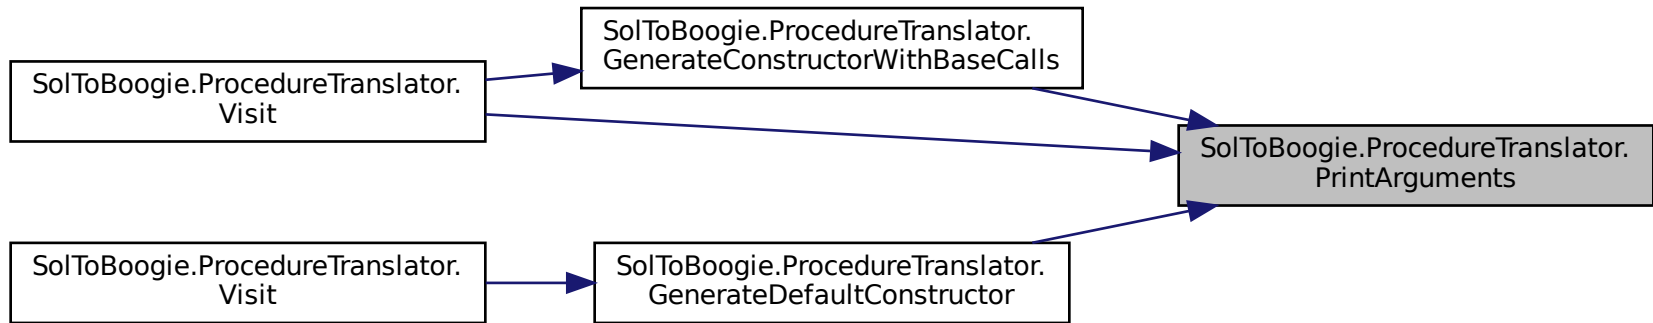 SolToBoogie.ProcedureTranslator.
GenerateConstructorWithBaseCalls
SolToBoogie.ProcedureTranslator.
Visit
SolToBoogie.ProcedureTranslator.
PrintArguments
SolToBoogie.ProcedureTranslator.
Visit
SolToBoogie.ProcedureTranslator.
GenerateDefaultConstructor